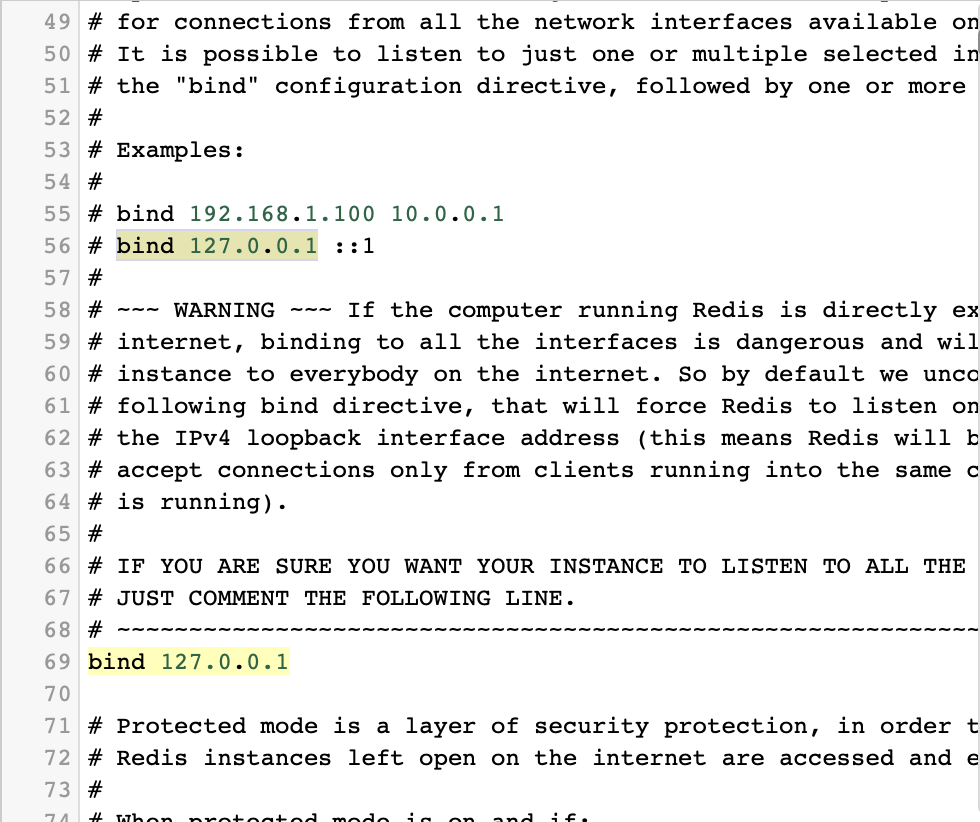 49 # for connections from all the network interfaces available on
50 # It is possible to listen to just one or multiple selected in
51 # the "bind" configuration directive, followed by one or more
52 #
53 # Examples:
54 #
55 # bind 192.168.1.100 10.0.0.1
56 # bind 127.0.0.1 ::1
57 #
58 # ~~~ WARNING ~~~ If the computer running Redis is directly ex
59 # internet, binding to all the interfaces is dangerous and wil
60 # instance to everybody on the internet. So by default we unco
61 # following bind directive, that will force Redis to listen on
62 # the IPv4 loopback interface address (this means Redis will b
63 # accept connections only from clients running into the same c
64 # is running).
65 #
66 # IF YOU ARE SURE YOU WANT YOUR INSTANCE TO LISTEN TO ALL THE
67 # JUST COMMENT THE FOLLOWING LINE.
68 # ~~~~~~~~~~~~~~~~~~~~~~~~~~~~~~~~~~~~~~~~~~~~~~~~~~~~~~~~~~~~
69 bind 127.0.0.1
70
71 # Protected mode is a layer of security protection, in order t
72 # Redis instances left open on the internet are accessed and e
73 #
74 # When protected mode is on and if: